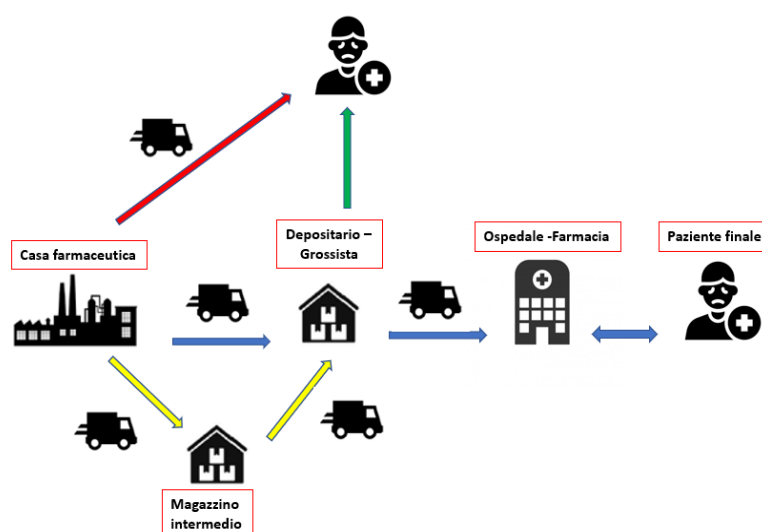 Casa farmaceutica
Depositario –
Grossista
Ospedale -Farmacia
Paziente finale
Magazzino
intermedio